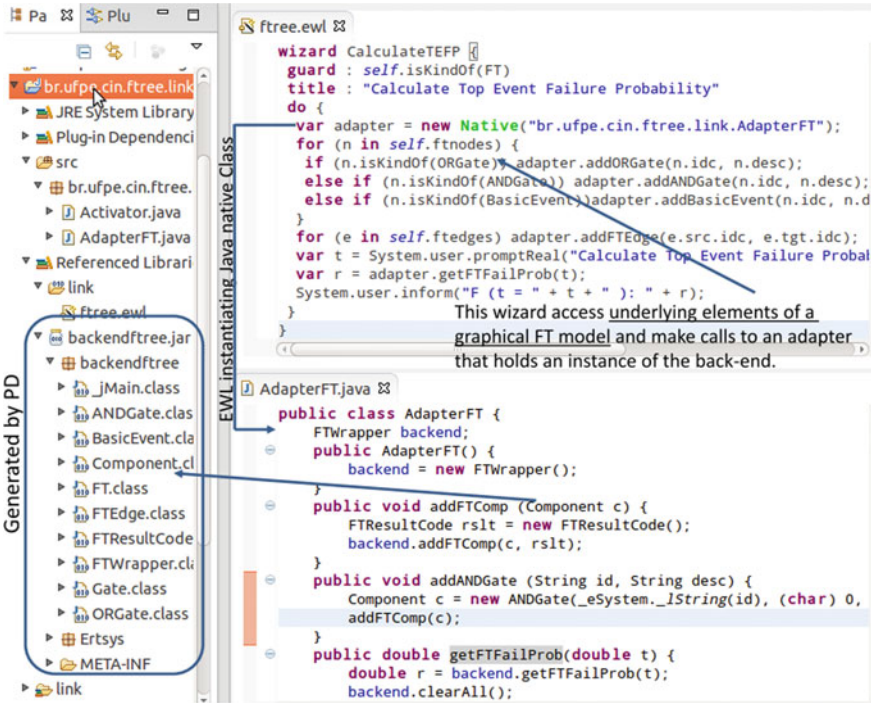 Pa
Plu
br.ufpe.cin.ftree.link
JRE System Library
Plug-in Dependenci
src
br.ufpe.cin.ftree.
Activator.java
AdapterFT.java
Referenced Librari
link
ftree.ewl
backendftree.jar
backendftree
_jMain.class
ANDGate.clas
BasicEvent.cla
Component.cl
FT.class
FTEdge.class
FTResultCode
FTWrapper.cla
Gate.class
ORGate.class
Ertsys
META-INF
link
Generated by PD
EWL instantiating Java native Class
ftree.ewl
wizard CalculateTEFP {
guard : self.isKindOf(FT)
title : "Calculate Top Event Failure Probability"
do {
var adapter = new Native("br.ufpe.cin.ftree.link.AdapterFT");
for (n in self.ftnodes) {
if (n.isKindOf(ORGate)) adapter.addORGate(n.idc, n.desc);
else if (n.isKindOf(ANDGate)) adapter.addANDGate(n.idc, n.desc);
else if (n.isKindOf(BasicEvent))adapter.addBasicEvent(n.idc, n.d
}
for (e in self.ftedges) adapter.addFTEdge(e.src.idc, e.tgt.idc);
var t = System.user.promptReal("Calculate Top Event Failure Probal
var r = adapter.getFTFailProb(t);
System.user.inform("F (t = " + t + " ): " + r);
}
}
This wizard access underlying elements of a
graphical FT model and make calls to an adapter
that holds an instance of the back-end.
AdapterFT.java
public class AdapterFT {
FTWrapper backend;
public AdapterFT() {
backend = new FTWrapper();
}
public void addFTComp (Component c) {
FTResultCode rslt = new FTResultCode();
backend.addFTComp(c, rslt);
}
public void addANDGate (String id, String desc) {
Component c = new ANDGate(_eSystem._lString(id), (char) 0,
addFTComp(c);
}
public double getFTFailProb(double t) {
double r = backend.getFTFailProb(t);
backend.clearAll();